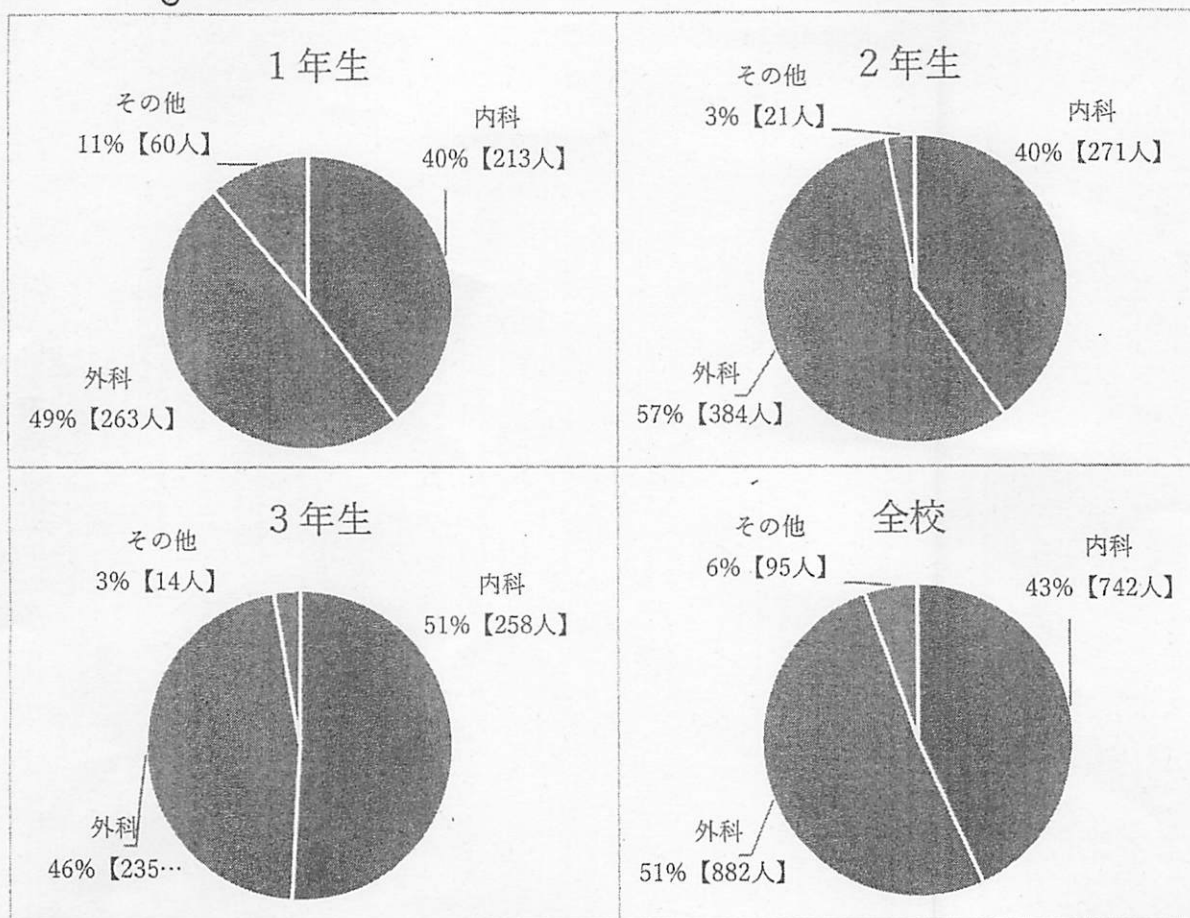 1年生
その他
11%【60人】
内科
40%【213人】
外科
49%【263人】
2年生
その他
3%【21人】
内科
40%【271人】
外科
57%【384人】
3年生
その他
3%【14人】
内科
51%【258人】
外科
46%【235…
全校
その他
6%【95人】
内科
43%【742人】
外科
51%【882人】